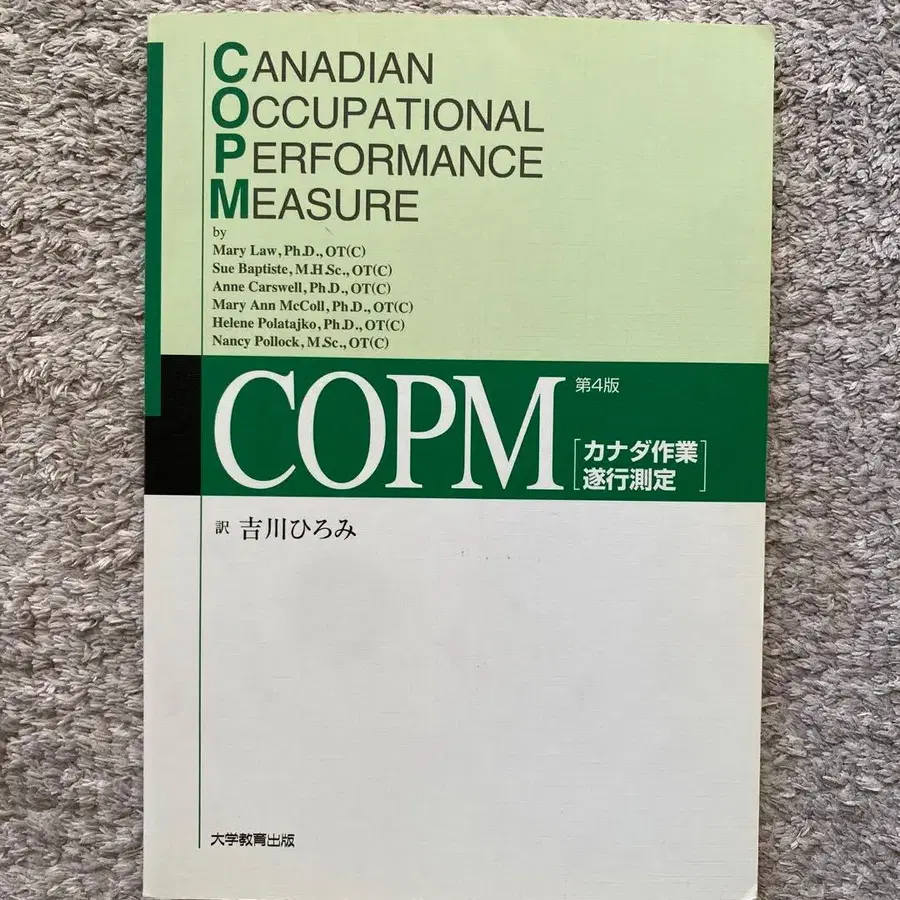 CANADIAN
OCCUPATIONAL
PERFORMANCE
MEASURE
by
Mary Law, Ph.D., OT(C)
Sue Baptiste, M.H.Sc., OT(C)
Anne Carswell, Ph.D., OT(C)
Mary Ann McColl, Ph.D., OT(C)
Helene Polatajko, Ph.D., OT(C)
Nancy Pollock, M.Sc., OT(C)
COPM 第4版
[カナダ作業
遂行測定]
訳 吉川ひろみ
大学教育出版